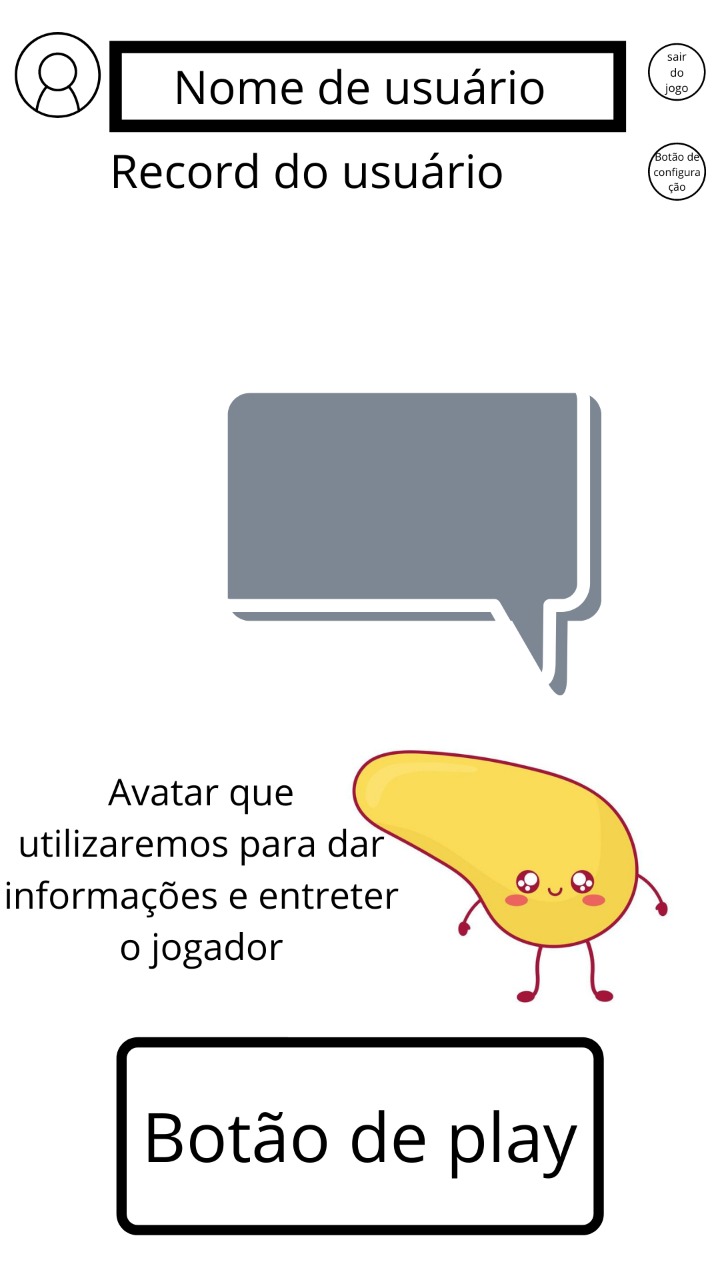 Nome de usuário
sair
do
jogo
Record do usuário
Botão de
configura
ção
Avatar que
utilizaremos para dar
informações e entreter
o jogador
Botão de play